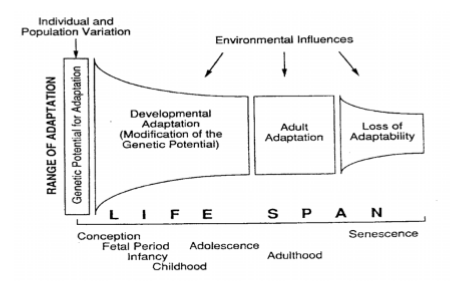 Individual and
Population Variation
Environmental Influences
RANGE OF ADAPTATION
Genetic Potential for Adaptation
Developmental
Adaptation
(Modification of the
Genetic Potential)
Adult
Adaptation
Loss of
Adaptability
L I F E S P A N
Conception
Fetal Period
Infancy
Childhood
Adolescence
Adulthood
Senescence